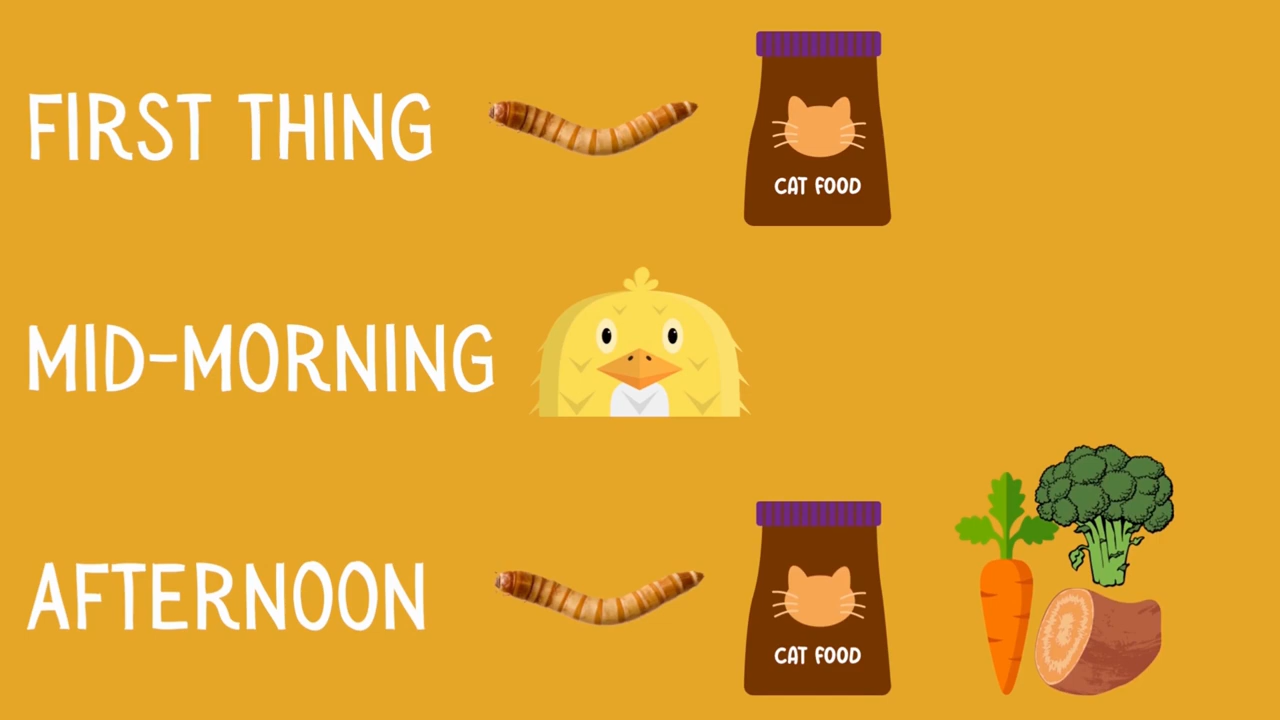 FIRST THING
CAT FOOD
MID-MORNING
AFTERNOON
CAT FOOD